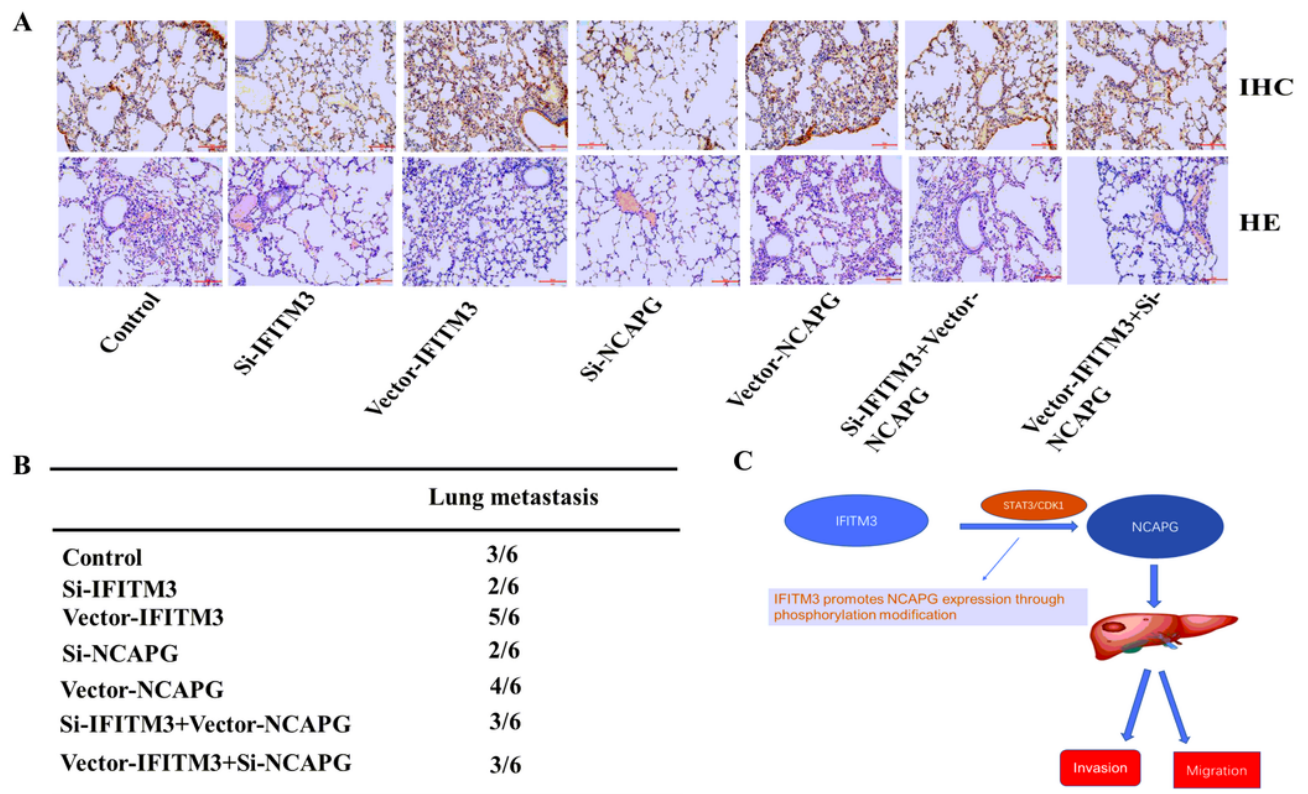 A
IHC
HE
Control
Si-IFITM3
Vector-IFITM3
Si-NCAPG
Vector-NCAPG
Si-IFITM3+Vector-
NCAPG
Vector-IFITM3+Si-
NCAPG
B
Lung metastasis
Control 3/6
Si-IFITM3 2/6
Vector-IFITM3 5/6
Si-NCAPG 2/6
Vector-NCAPG 4/6
Si-IFITM3+Vector-NCAPG 3/6
Vector-IFITM3+Si-NCAPG 3/6
C
IFITM3
STAT3/CDK1
NCAPG
IFITM3 promotes NCAPG expression through
phosphorylation modification
Invasion
Migration